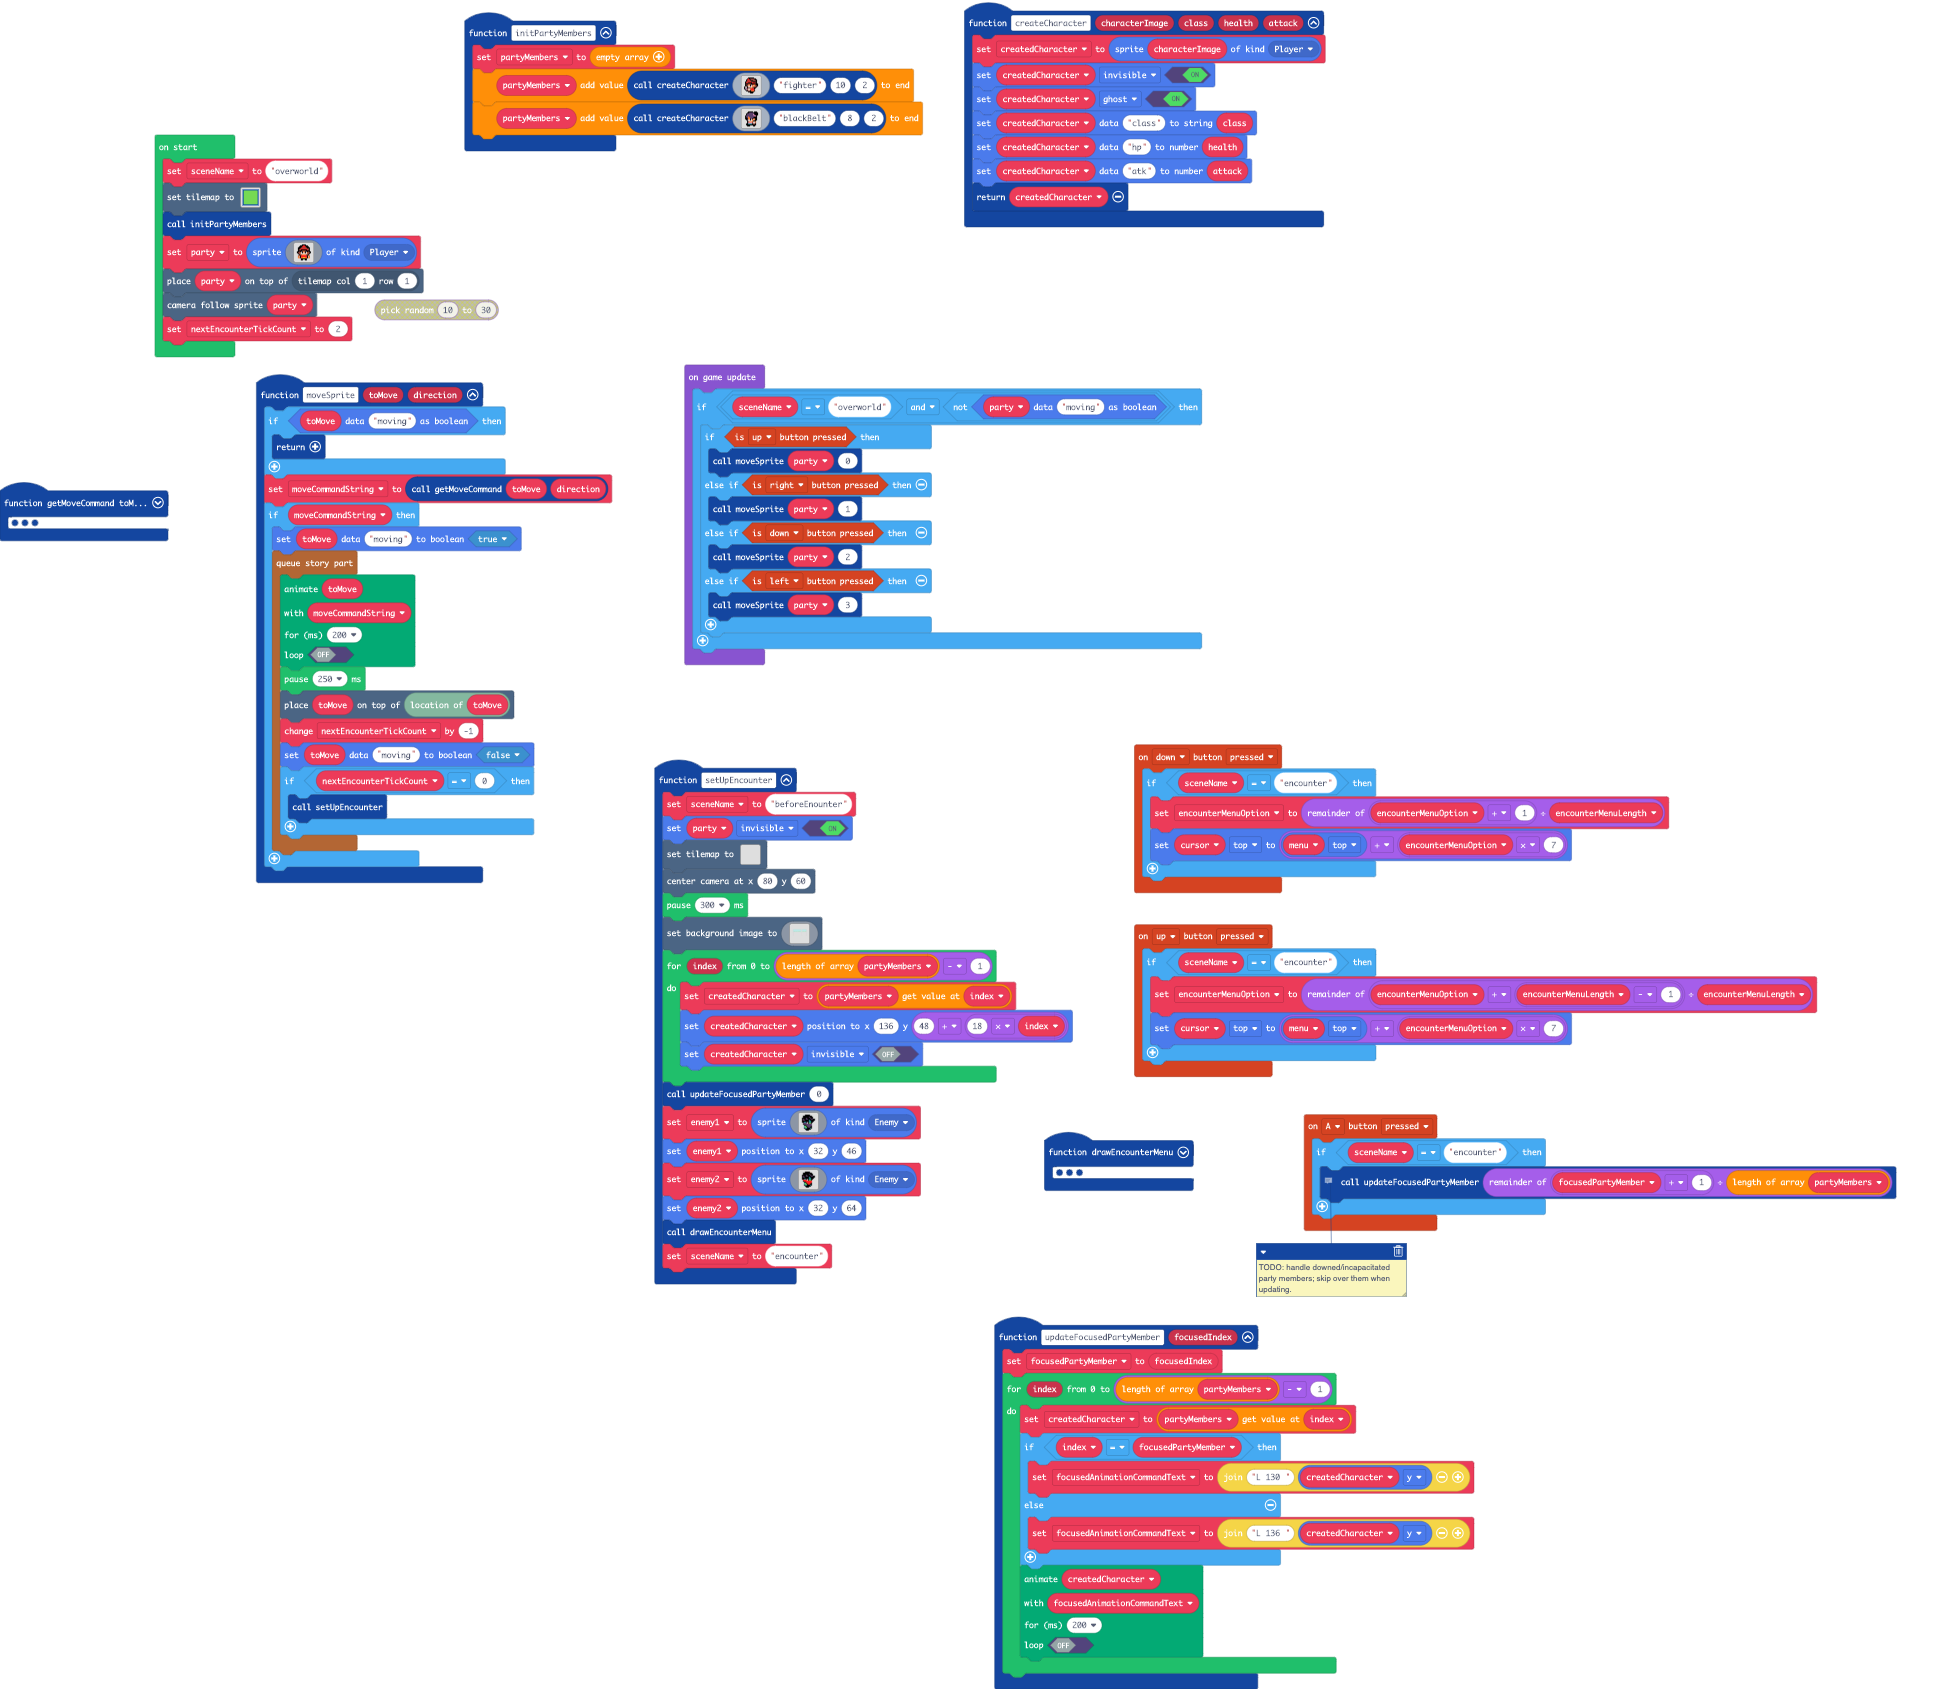 function initPartyMembers
set partyMembers to empty array
partyMembers add value call createCharacter "fighter" 10 2 to end
partyMembers add value call createCharacter "blackBelt" 8 2 to end
function createCharacter characterImage class health attack
set createdCharacter to sprite characterImage of kind Player
set createdCharacter invisible ON
set createdCharacter ghost ON
set createdCharacter data "class" to string class
set createdCharacter data "hp" to number health
set createdCharacter data "atk" to number attack
return createdCharacter
on start
set sceneName to "overworld"
set tilemap to
call initPartyMembers
set party to sprite of kind Player
place party on top of tilemap col 1 row 1
camera follow sprite party
set nextEncounterTickCount to 2
pick random 10 to 30
function moveSprite toMove direction
if toMove data "moving" as boolean then
return
set moveCommandString to call getMoveCommand toMove direction
if moveCommandString then
set toMove data "moving" to boolean true
queue story part
animate toMove
with moveCommandString
for (ms) 200
loop OFF
pause 250 ms
place toMove on top of location of toMove
change nextEncounterTickCount by -1
set toMove data "moving" to boolean false
if nextEncounterTickCount = 0 then
call setUpEncounter
function getMoveCommand toM...
on game update
if sceneName = "overworld" and not party data "moving" as boolean then
if is up button pressed then
call moveSprite party 0
else if is right button pressed then
call moveSprite party 1
else if is down button pressed then
call moveSprite party 2
else if is left button pressed then
call moveSprite party 3
function setUpEncounter
set sceneName to "beforeEnounter"
set party invisible ON
set tilemap to
center camera at x 80 y 60
pause 300 ms
set background image to
for index from 0 to length of array partyMembers - 1
do
set createdCharacter to partyMembers get value at index
set createdCharacter position to x 136 y 48 + 18 × index
set createdCharacter invisible OFF
call updateFocusedPartyMember 0
set enemy1 to sprite of kind Enemy
set enemy1 position to x 32 y 46
set enemy2 to sprite of kind Enemy
set enemy2 position to x 32 y 64
call drawEncounterMenu
set sceneName to "encounter"
on down button pressed
if sceneName = "encounter" then
set encounterMenuOption to remainder of encounterMenuOption + 1 ÷ encounterMenuLength
set cursor top to menu top + encounterMenuOption × 7
on up button pressed
if sceneName = "encounter" then
set encounterMenuOption to remainder of encounterMenuOption + encounterMenuLength - 1 ÷ encounterMenuLength
set cursor top to menu top + encounterMenuOption × 7
function drawEncounterMenu
on A button pressed
if sceneName = "encounter" then
call updateFocusedPartyMember remainder of focusedPartyMember + 1 ÷ length of array partyMembers
TODO: handle downed/incapacitated
party members; skip over them when
updating.
function updateFocusedPartyMember focusedIndex
set focusedPartyMember to focusedIndex
for index from 0 to length of array partyMembers - 1
do
set createdCharacter to partyMembers get value at index
if index = focusedPartyMember then
set focusedAnimationCommandText to join "L 130 " createdCharacter y
else
set focusedAnimationCommandText to join "L 136 " createdCharacter y
animate createdCharacter
with focusedAnimationCommandText
for (ms) 200
loop OFF